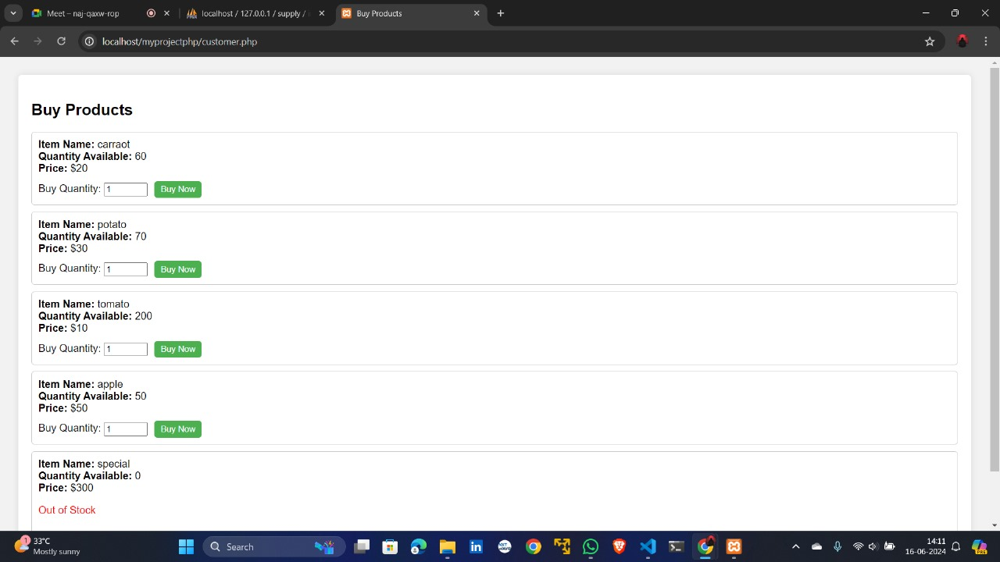 Meet – naj-qaxw-rop
localhost / 127.0.0.1 / supply /
Buy Products
localhost/myprojectphp/customer.php
Buy Products
Item Name: carraot
Quantity Available: 60
Price: $20
Buy Quantity: 1 Buy Now
Item Name: potato
Quantity Available: 70
Price: $30
Buy Quantity: 1 Buy Now
Item Name: tomato
Quantity Available: 200
Price: $10
Buy Quantity: 1 Buy Now
Item Name: apple
Quantity Available: 50
Price: $50
Buy Quantity: 1 Buy Now
Item Name: special
Quantity Available: 0
Price: $300
Out of Stock
1
33°C
Mostly sunny
Search
in
14:11
16-06-2024
PRE